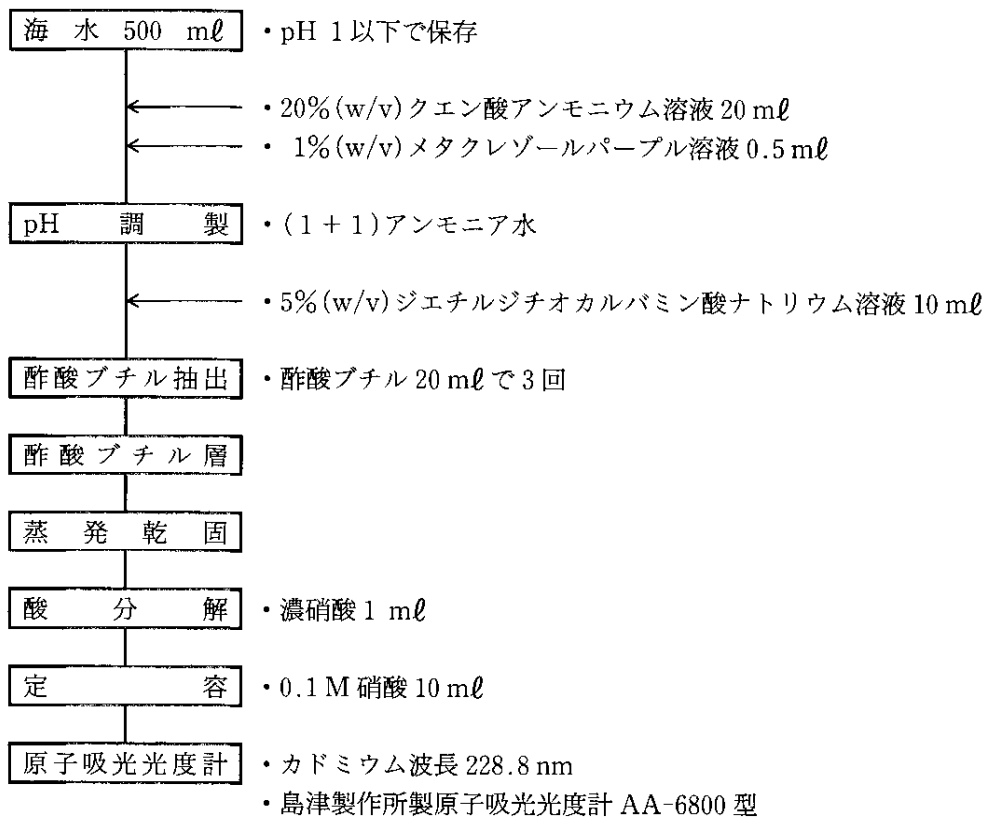 海水 500 mℓ ・pH 1以下で保存
・20%(w/v)クエン酸アンモニウム溶液 20 mℓ
・ 1%(w/v)メタクレゾールパープル溶液 0.5 mℓ
pH 調製 ・(1+1)アンモニア水
・5%(w/v)ジエチルジチオカルバミン酸ナトリウム溶液 10 mℓ
酢酸ブチル抽出 ・酢酸ブチル 20 mℓ で 3 回
酢酸ブチル層
蒸発乾固
酸分解 ・濃硝酸 1 mℓ
定容 ・0.1 M 硝酸 10 mℓ
原子吸光光度計 ・カドミウム波長 228.8 nm
・島津製作所製原子吸光光度計 AA-6800 型